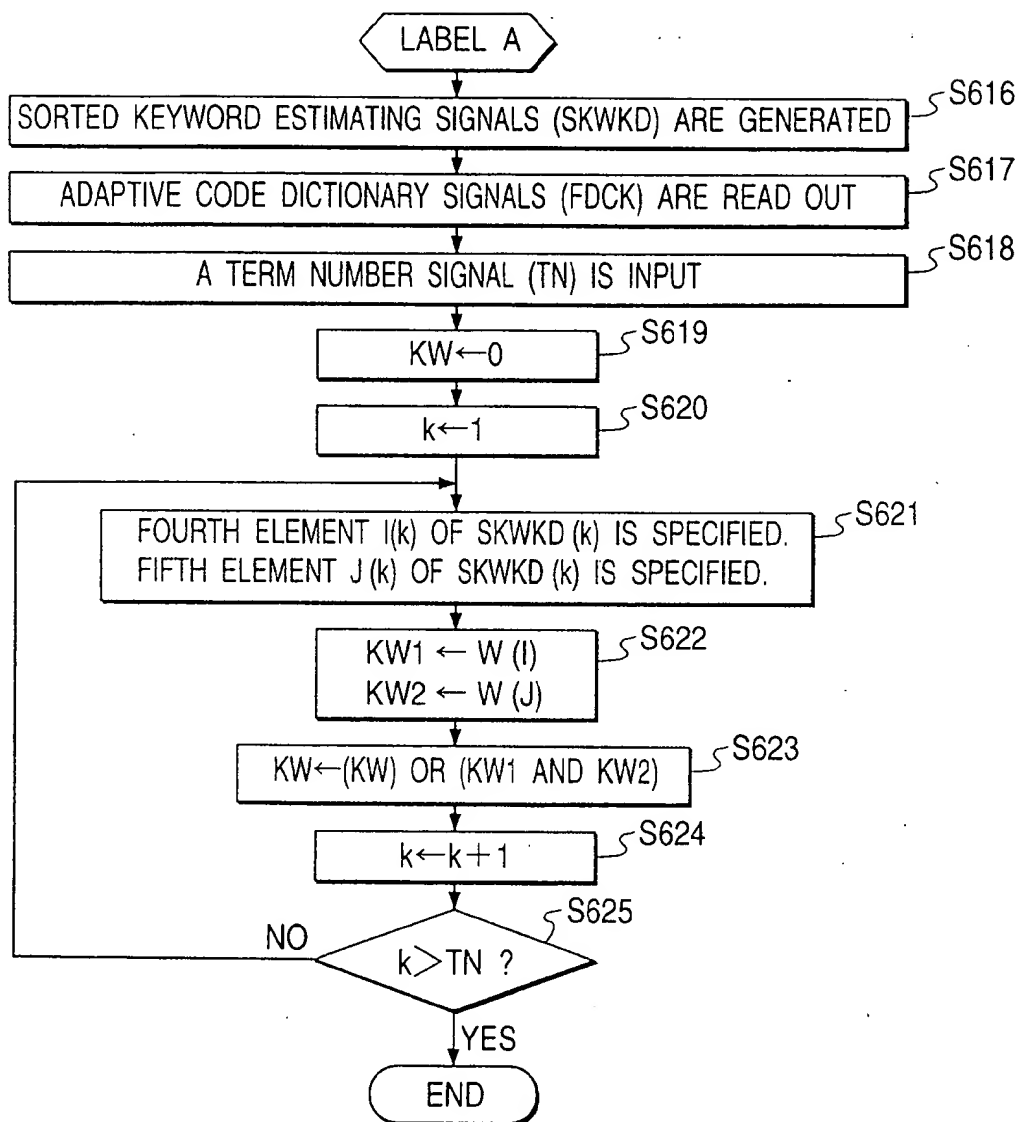 LABEL A
SORTED KEYWORD ESTIMATING SIGNALS (SKWKD) ARE GENERATED
S616
ADAPTIVE CODE DICTIONARY SIGNALS (FDCK) ARE READ OUT
S617
A TERM NUMBER SIGNAL (TN) IS INPUT
S618
KW←0
S619
k←1
S620
FOURTH ELEMENT I(k) OF SKWKD (k) IS SPECIFIED.
FIFTH ELEMENT J(k) OF SKWKD (k) IS SPECIFIED.
S621
KW1 ← W (I)
KW2 ← W (J)
S622
KW←(KW) OR (KW1 AND KW2)
S623
k←k+1
S624
k>TN ?
S625
NO
YES
END